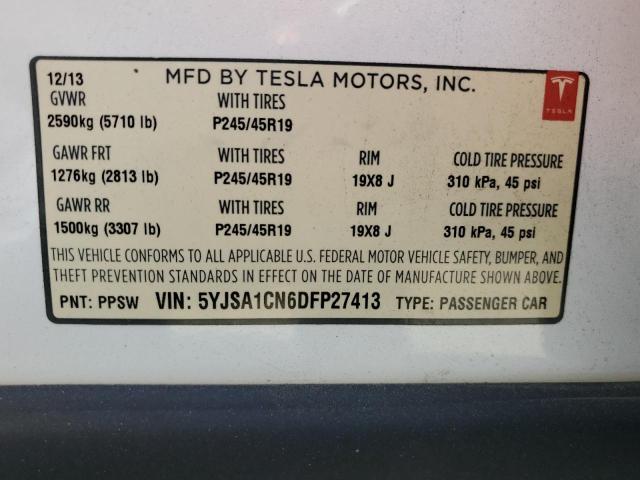 12/13 MFD BY TESLA MOTORS, INC.
TESLA
GVWR WITH TIRES
2590kg (5710 lb) P245/45R19
GAWR FRT WITH TIRES RIM COLD TIRE PRESSURE
1276kg (2813 lb) P245/45R19 19X8 J 310 kPa, 45 psi
GAWR RR WITH TIRES RIM COLD TIRE PRESSURE
1500kg (3307 lb) P245/45R19 19X8 J 310 kPa, 45 psi
THIS VEHICLE CONFORMS TO ALL APPLICABLE U.S. FEDERAL MOTOR VEHICLE SAFETY, BUMPER, AND
THEFT PREVENTION STANDARDS IN EFFECT ON THE DATE OF MANUFACTURE SHOWN ABOVE.
PNT: PPSW VIN: 5YJSA1CN6DFP27413 TYPE: PASSENGER CAR